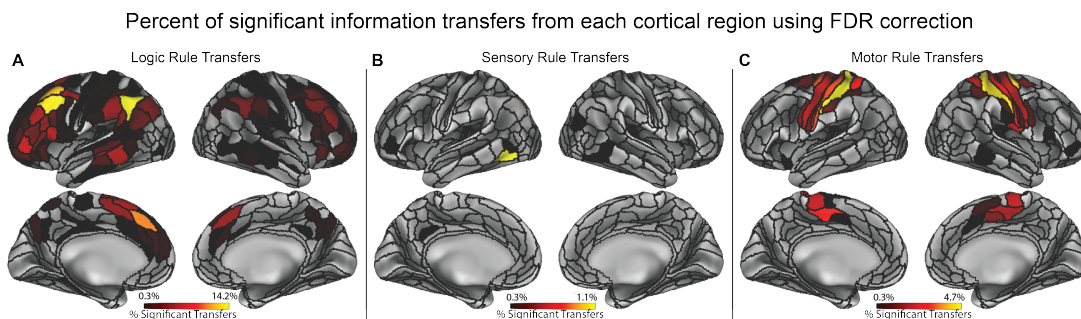 Percent of significant information transfers from each cortical region using FDR correction
A Logic Rule Transfers
0.3% 14.2%
% Significant Transfers
B Sensory Rule Transfers
0.3% 1.1%
% Significant Transfers
C Motor Rule Transfers
0.3% 4.7%
% Significant Transfers